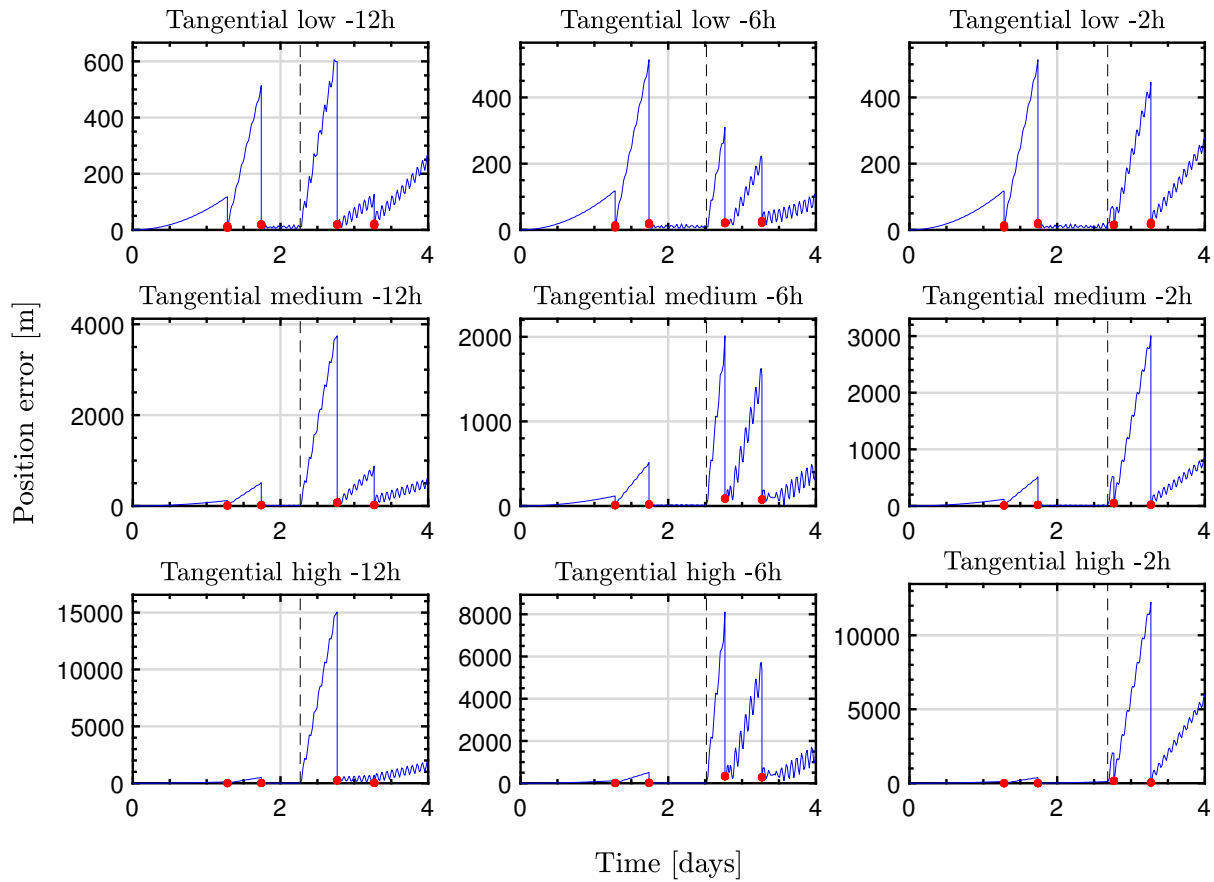 Tangential low -12h
Tangential low -6h
Tangential low -2h
600
400
200
0
0 2 4
400
200
0
0 2 4
400
200
0
0 2 4
Position error [m]
Tangential medium -12h
Tangential medium -6h
Tangential medium -2h
4000
2000
0
0 2 4
2000
1000
0
0 2 4
3000
2000
1000
0
0 2 4
Tangential high -12h
Tangential high -6h
Tangential high -2h
15000
10000
5000
0
0 2 4
8000
6000
4000
2000
0
0 2 4
10000
5000
0
0 2 4
Time [days]